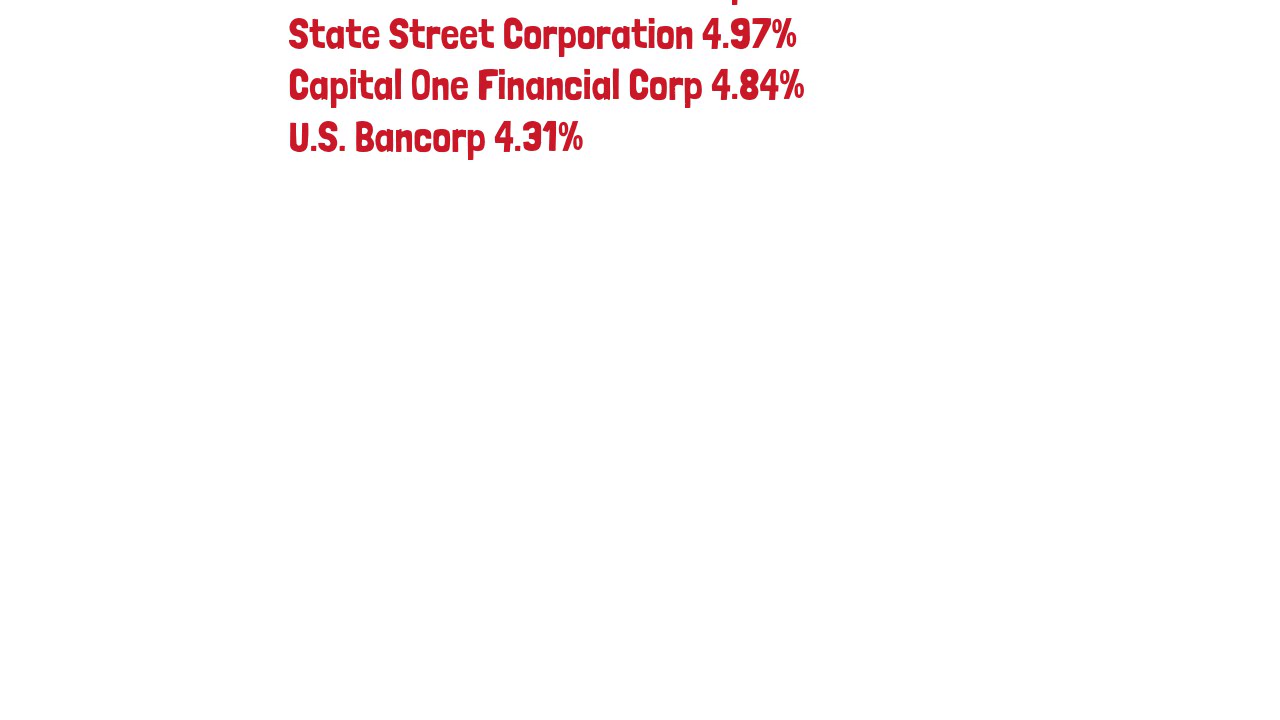 State Street Corporation 4.97%
Capital One Financial Corp 4.84%
U.S. Bancorp 4.31%